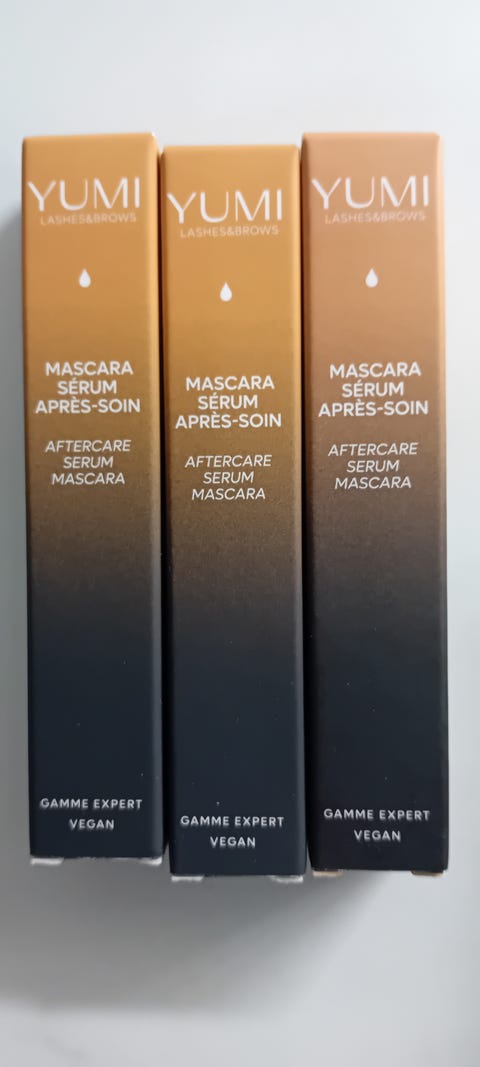 YUMI
LASHES&BROWS
MASCARA
SÉRUM
APRÈS-SOIN
AFTERCARE
SERUM
MASCARA
GAMME EXPERT
VEGAN
YUMI
LASHES&BROWS
MASCARA
SÉRUM
APRÈS-SOIN
AFTERCARE
SERUM
MASCARA
GAMME EXPERT
VEGAN
YUMI
LASHES&BROWS
MASCARA
SÉRUM
APRÈS-SOIN
AFTERCARE
SERUM
MASCARA
GAMME EXPERT
VEGAN